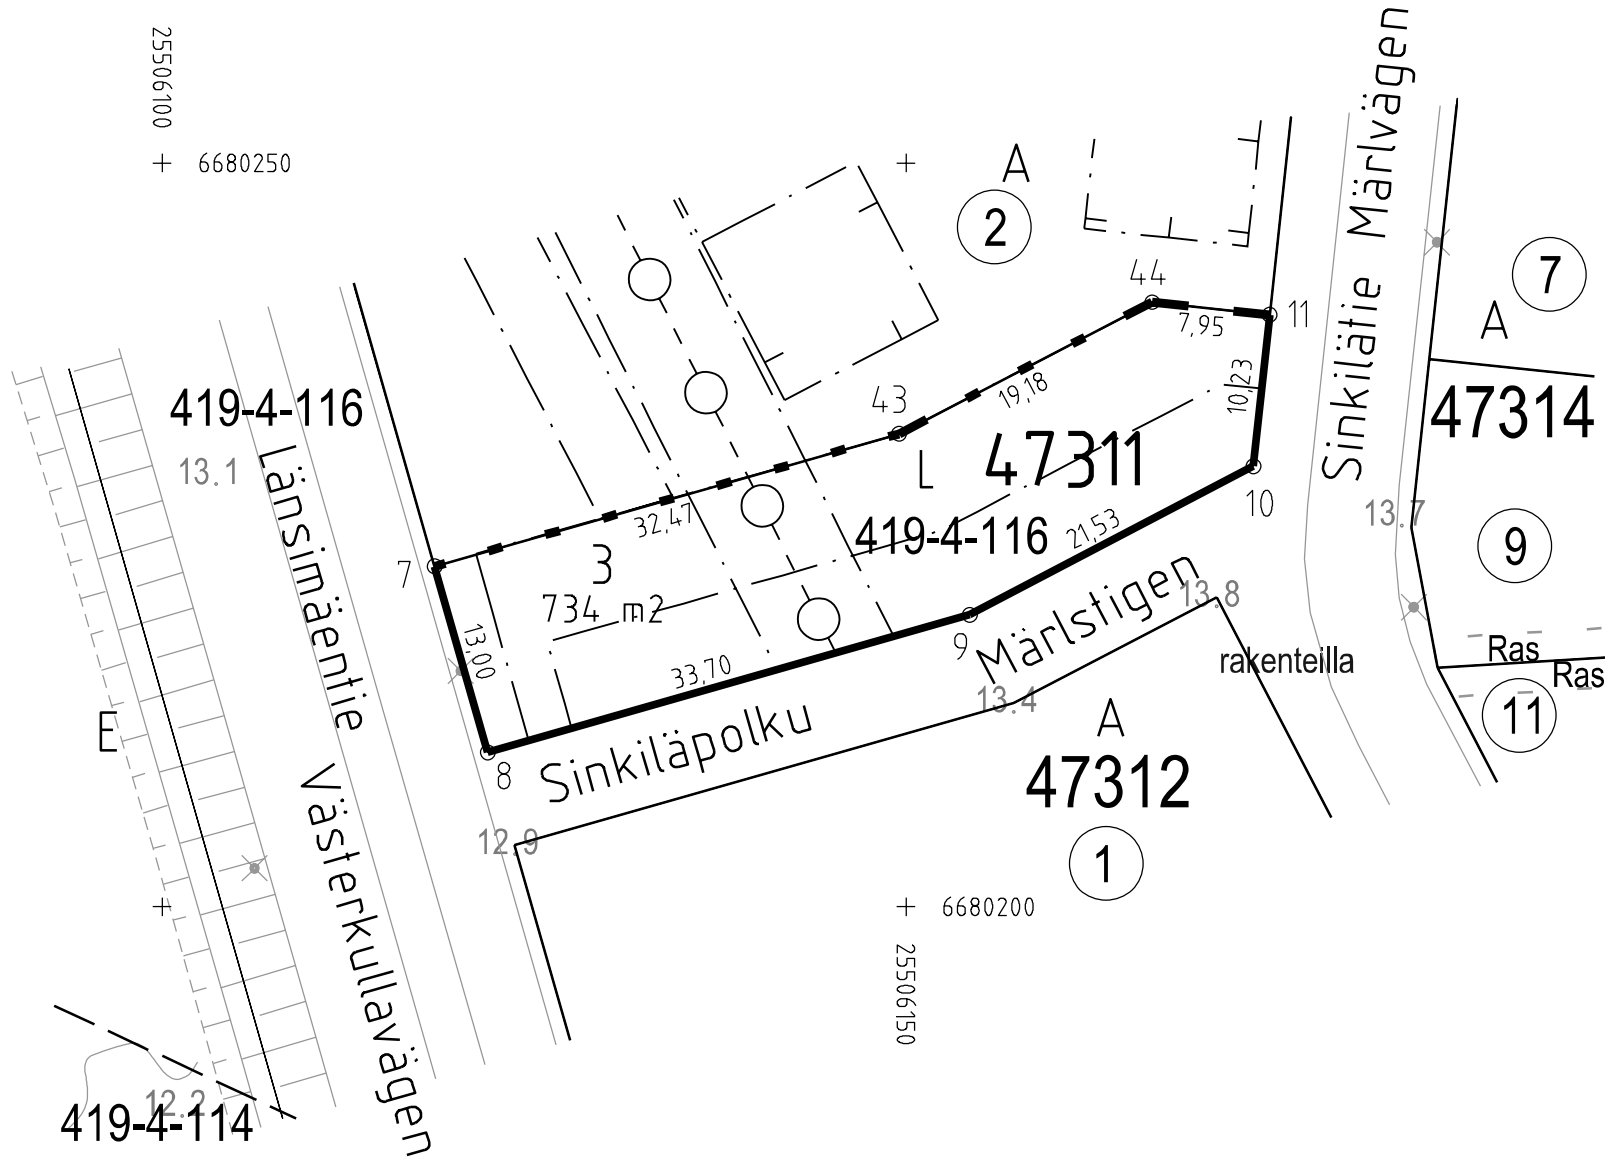 25506100
6680250
A
2
Sinkilätie Märlvägen
7
A
44
11
7,95
419-4-116
43
19,18
10,23
47314
13.1
L
47311
10
Länsimäentie
32,47
419-4-116
21,53
13.7
9
7
3
734 m2
13,00
9
Märlstigen
13.8
33,70
rakenteilla
Ras
Ras
E
13.4
11
Sinkiläpolku
A
8
47312
Västerkullavägen
12.9
1
6680200
25506150
12.2
419-4-114